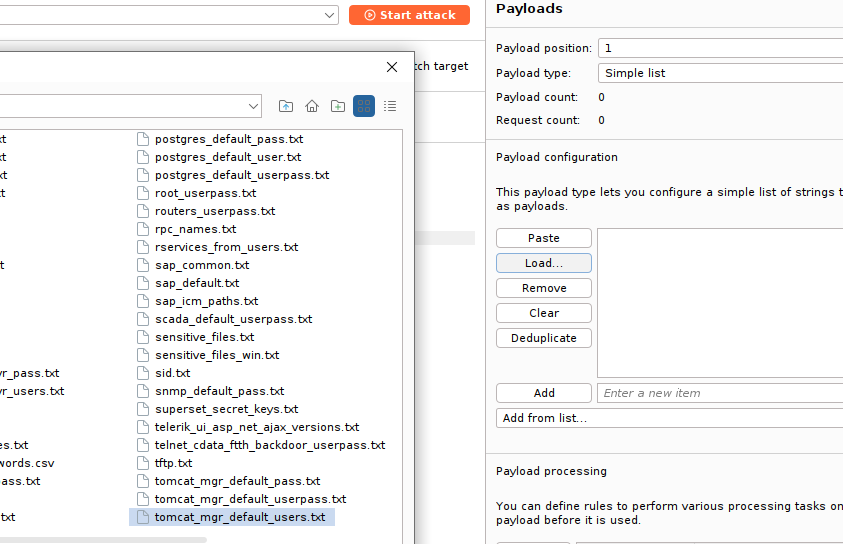 Start attack
tch target
xt
xt
xt
xt
t
r_pass.txt
r_users.txt
es.txt
words.csv
ass.txt
txt
postgres_default_pass.txt
postgres_default_user.txt
postgres_default_userpass.txt
root_userpass.txt
routers_userpass.txt
rpc_names.txt
rservices_from_users.txt
sap_common.txt
sap_default.txt
sap_icm_paths.txt
scada_default_userpass.txt
sensitive_files.txt
sensitive_files_win.txt
sid.txt
snmp_default_pass.txt
superset_secret_keys.txt
telerik_ui_asp_net_ajax_versions.txt
telnet_cdata_ftth_backdoor_userpass.txt
tftp.txt
tomcat_mgr_default_pass.txt
tomcat_mgr_default_userpass.txt
tomcat_mgr_default_users.txt
Payloads
Payload position: 1
Payload type: Simple list
Payload count: 0
Request count: 0
Payload configuration
This payload type lets you configure a simple list of strings t
as payloads.
Paste
Load...
Remove
Clear
Deduplicate
Add Enter a new item
Add from list...
Payload processing
You can define rules to perform various processing tasks on
payload before it is used.